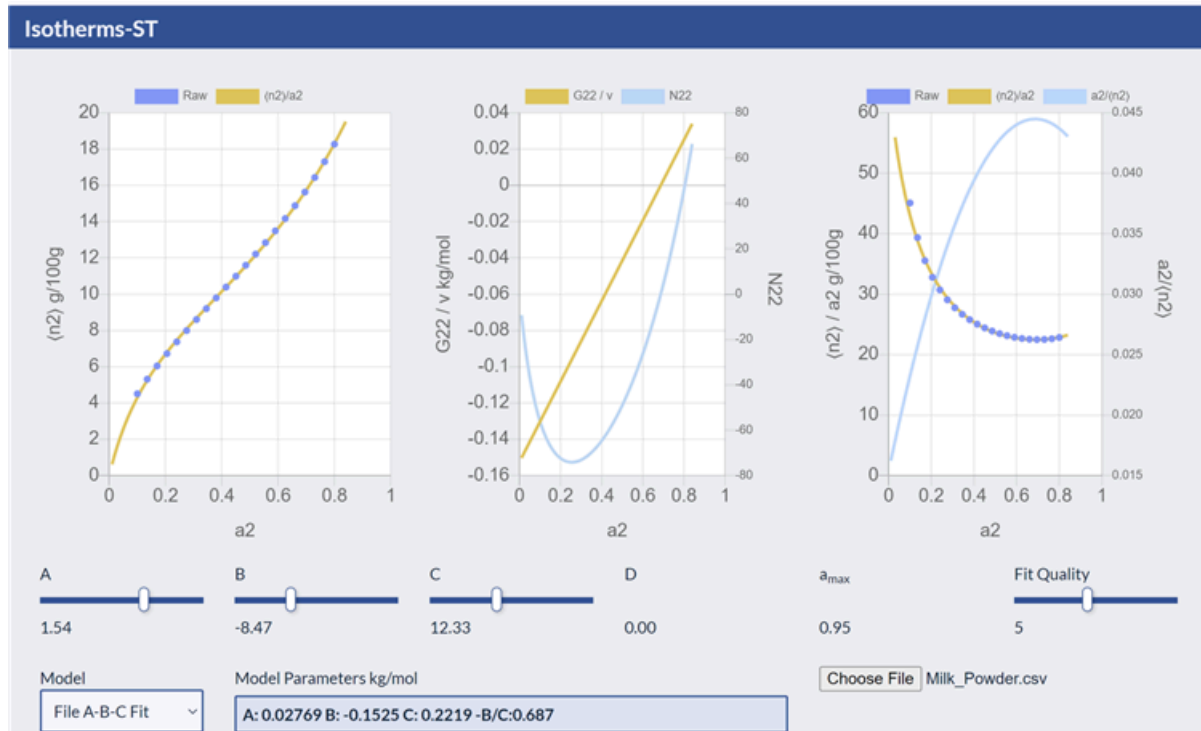 Isotherms-ST
Raw (n2)/a2
20
18
16
14
12
10
8
6
4
2
0
⟨n2⟩ g/100g
0 0.2 0.4 0.6 0.8 1
a2
G22 / v N22
0.04
0.02
0
-0.02
-0.04
-0.06
-0.08
-0.1
-0.12
-0.14
-0.16
G22 / v kg/mol
80
60
40
20
0
-20
-40
-60
-80
N22
0 0.2 0.4 0.6 0.8 1
a2
Raw (n2)/a2 a2/(n2)
60
50
40
30
20
10
0
⟨n2⟩ / a2 g/100g
0.045
0.040
0.035
0.030
0.025
0.020
0.015
a2/⟨n2⟩
0 0.2 0.4 0.6 0.8 1
a2
A B C D amax Fit Quality
1.54 -8.47 12.33 0.00 0.95 5
Model Model Parameters kg/mol Choose File Milk_Powder.csv
File A-B-C Fit A: 0.02769 B: -0.1525 C: 0.2219 -B/C:0.687